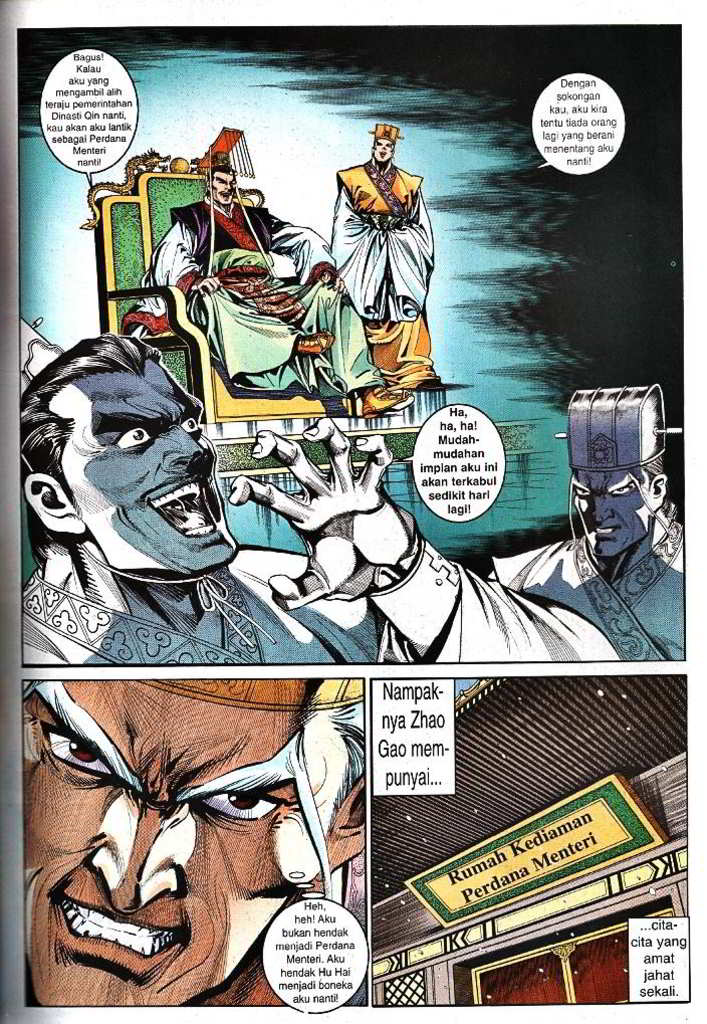 Bagus!
Kalau
aku yang
mengambil alih
teraju pemerintahan
Dinasti Qin nanti,
kau akan aku lantik
sebagai Perdana
Menteri
nanti!
Dengan
sokongan
kau, aku kira
tentu tiada orang
lagi yang berani
menentang aku
nanti!
Ha,
ha, ha!
Mudah-
mudahan
impian aku ini
akan terkabul
sedikit hari
lagi!
Heh,
heh! Aku
bukan hendak
menjadi Perdana
Menteri. Aku
hendak Hu Hai
menjadi boneka
aku nanti!
Nampak-
nya Zhao
Gao mem-
punyai...
Rumah Kediaman
Perdana Menteri
...cita-
cita yang
amat
jahat
sekali.